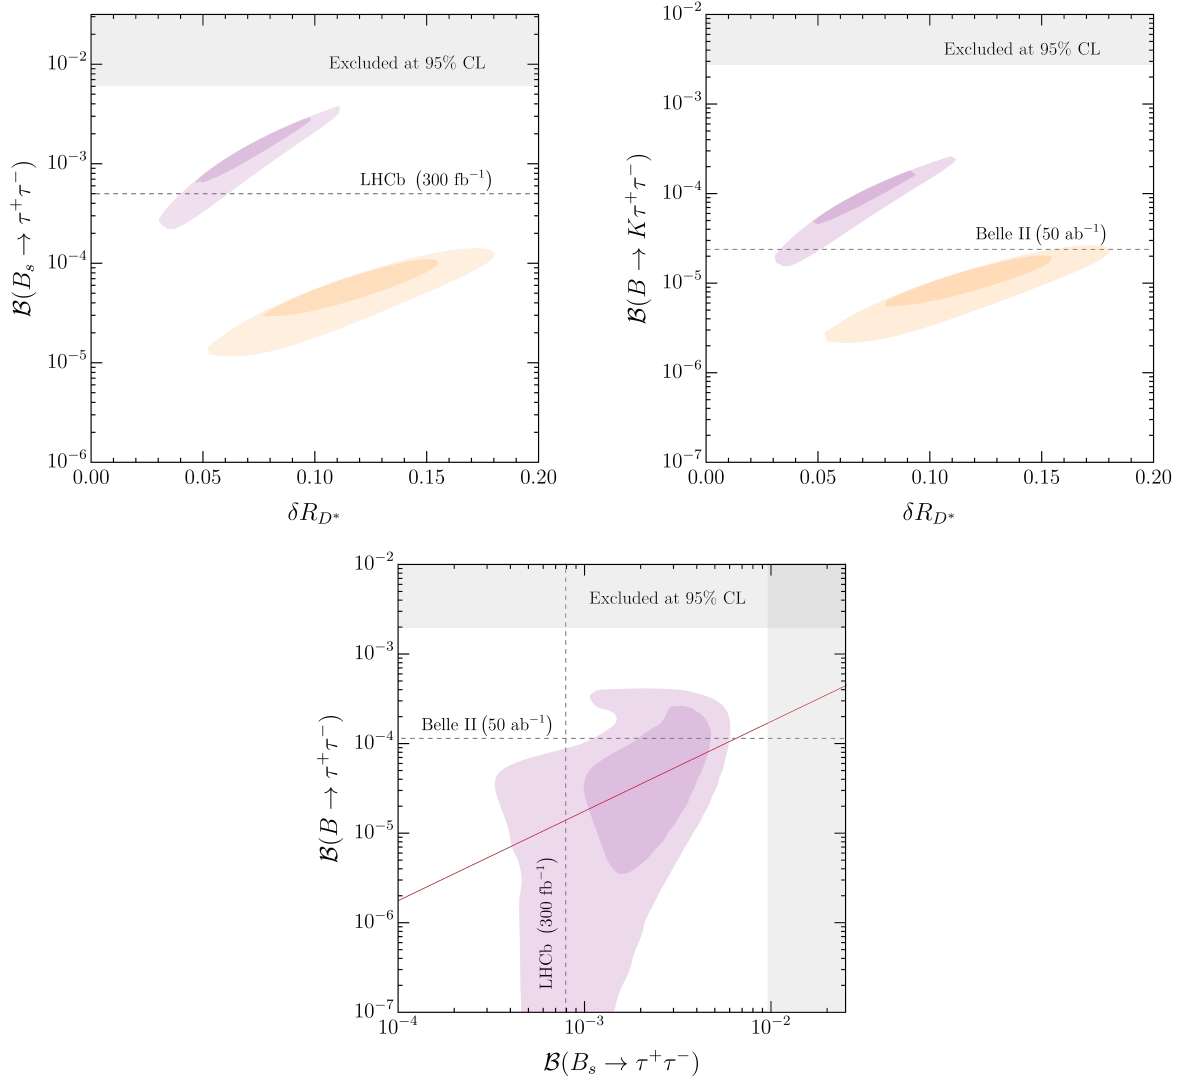 Excluded at 95% CL
LHCb (300 fb⁻¹)
10⁻²
10⁻³
10⁻⁴
10⁻⁵
10⁻⁶
ℬ(Bₛ → τ⁺τ⁻)
0.00 0.05 0.10 0.15 0.20
δR_{D*}
Excluded at 95% CL
Belle II (50 ab⁻¹)
10⁻²
10⁻³
10⁻⁴
10⁻⁵
10⁻⁶
10⁻⁷
ℬ(B → Kτ⁺τ⁻)
0.00 0.05 0.10 0.15 0.20
δR_{D*}
Excluded at 95% CL
Belle II (50 ab⁻¹)
LHCb (300 fb⁻¹)
10⁻²
10⁻³
10⁻⁴
10⁻⁵
10⁻⁶
10⁻⁷
ℬ(B → τ⁺τ⁻)
10⁻⁴ 10⁻³ 10⁻²
ℬ(Bₛ → τ⁺τ⁻)